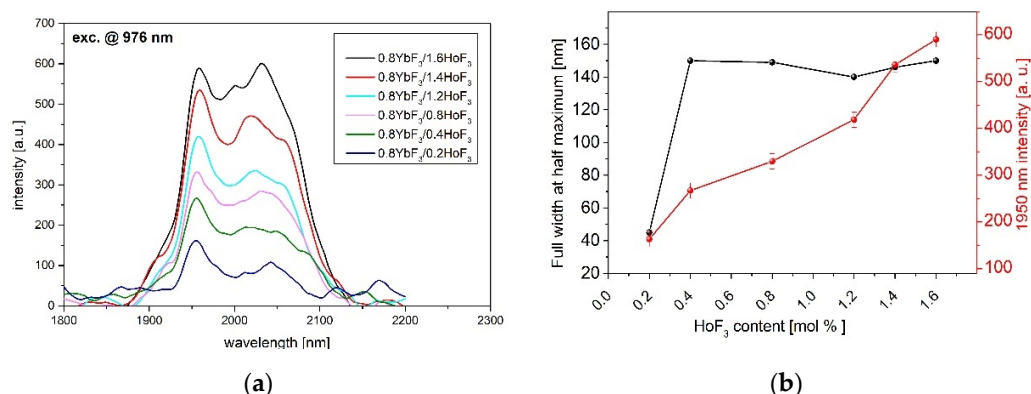 exc. @ 976 nm
0.8YbF₃/1.6HoF₃
0.8YbF₃/1.4HoF₃
0.8YbF₃/1.2HoF₃
0.8YbF₃/0.8HoF₃
0.8YbF₃/0.4HoF₃
0.8YbF₃/0.2HoF₃
intensity [a.u.]
700
600
500
400
300
200
100
0
1800 1900 2000 2100 2200 2300
wavelength [nm]
(a)
Full width at half maximum [nm]
160
140
120
100
80
60
40
20
0.0 0.2 0.4 0.6 0.8 1.0 1.2 1.4 1.6
HoF₃ content [mol % ]
600
500
400
300
200
100
1950 nm intensity [a. u.]
(b)